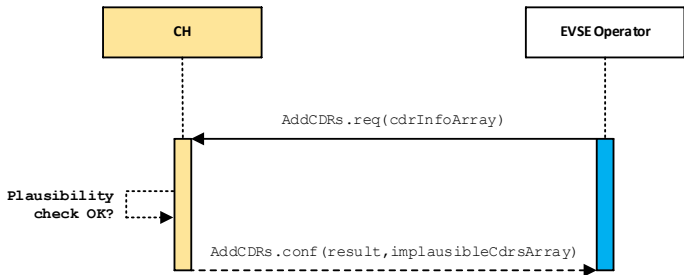 CH
EVSE Operator
AddCDRs.req(cdrInfoArray)
Plausibility
check OK?
AddCDRs.conf(result,implausibleCdrsArray)